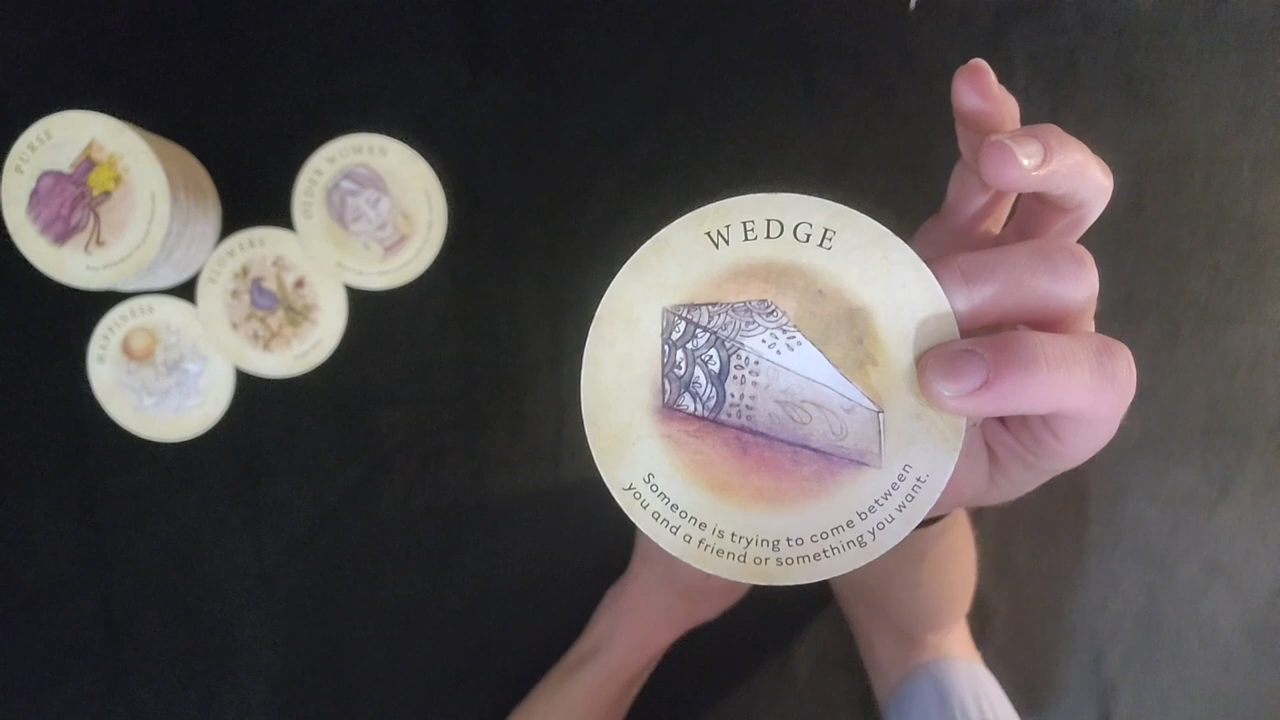 PURSE
OLDER WOMAN
FLOWERS
HAPPINESS
WEDGE
Someone is trying to come between
you and a friend or something you want.